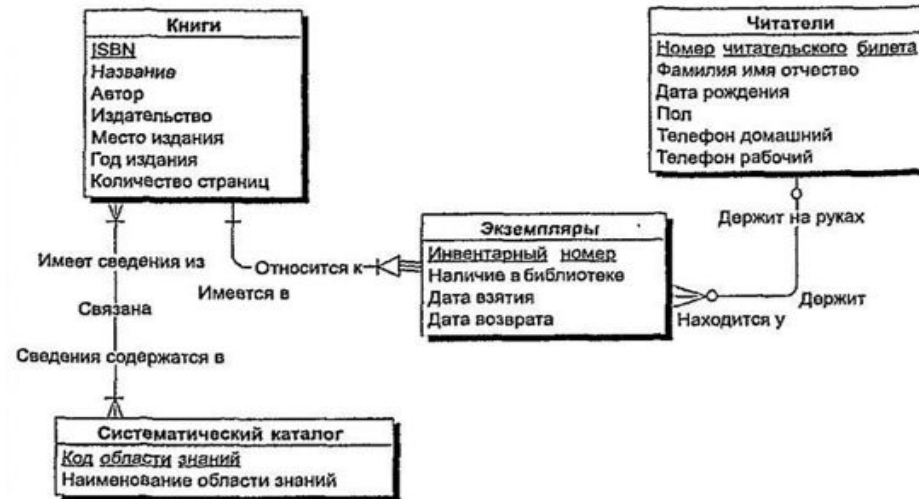 Книги
ISBN
Название
Автор
Издательство
Место издания
Год издания
Количество страниц
Читатели
Номер читательского билета
Фамилия имя отчество
Дата рождения
Пол
Телефон домашний
Телефон рабочий
Держит на руках
Экземпляры
Инвентарный номер
Наличие в библиотеке
Дата взятия
Дата возврата
Имеет сведения из
Относится к
Имеется в
Связана
Находится у
Держит
Сведения содержатся в
Систематический каталог
Код области знаний
Наименование области знаний